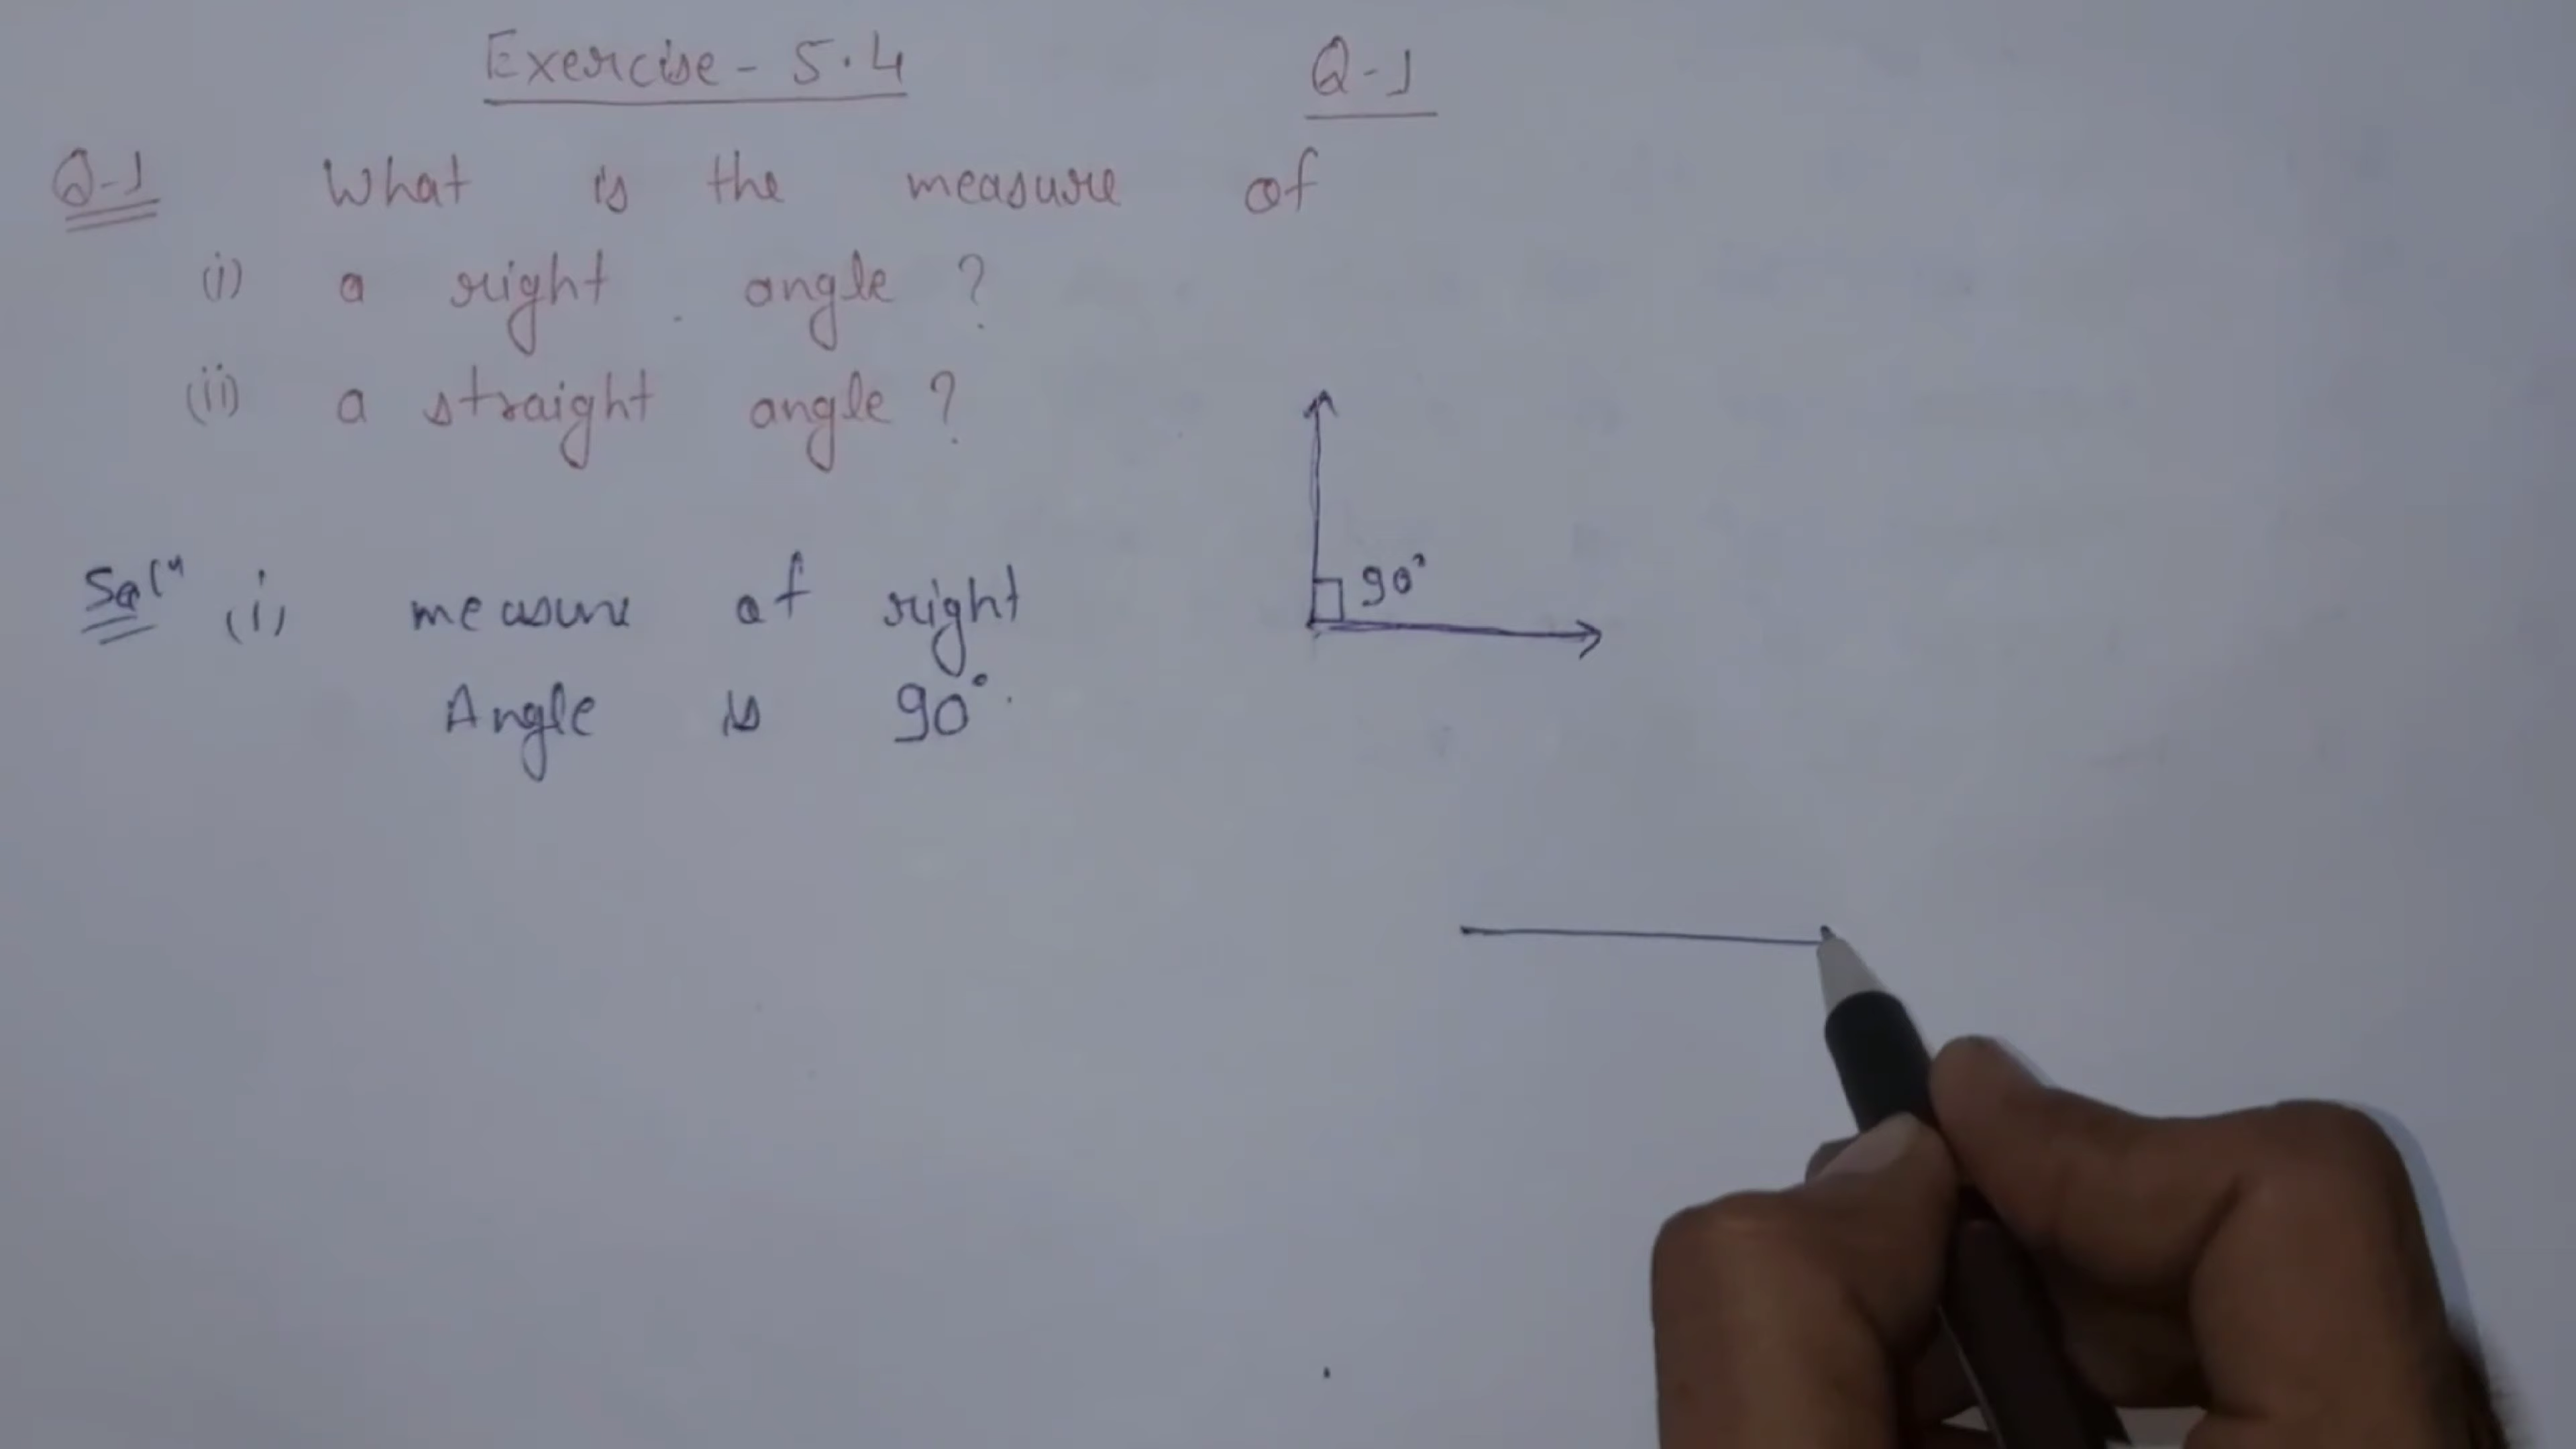 Exercise - 5.4 Q-1
Q-1 What is the measure of
(i) a right angle ?
(ii) a straight angle ?
Solⁿ (i) measure of right
Angle is 90°.
90°